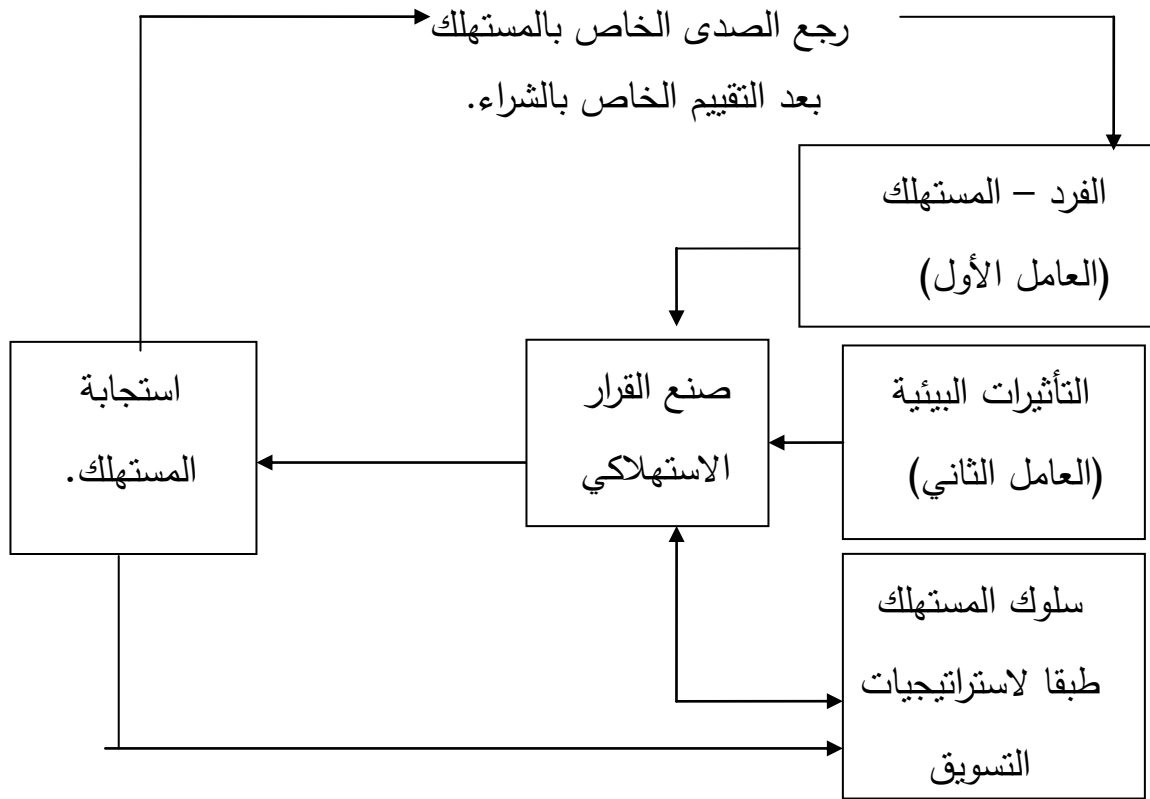 رجع الصدى الخاص بالمستهلك
بعد التقييم الخاص بالشراء.
الفرد – المستهلك
(العامل الأول)
التأثيرات البيئية
(العامل الثاني)
سلوك المستهلك
طبقا لاستراتيجيات
التسويق
صنع القرار
الاستهلاكي
استجابة
المستهلك.